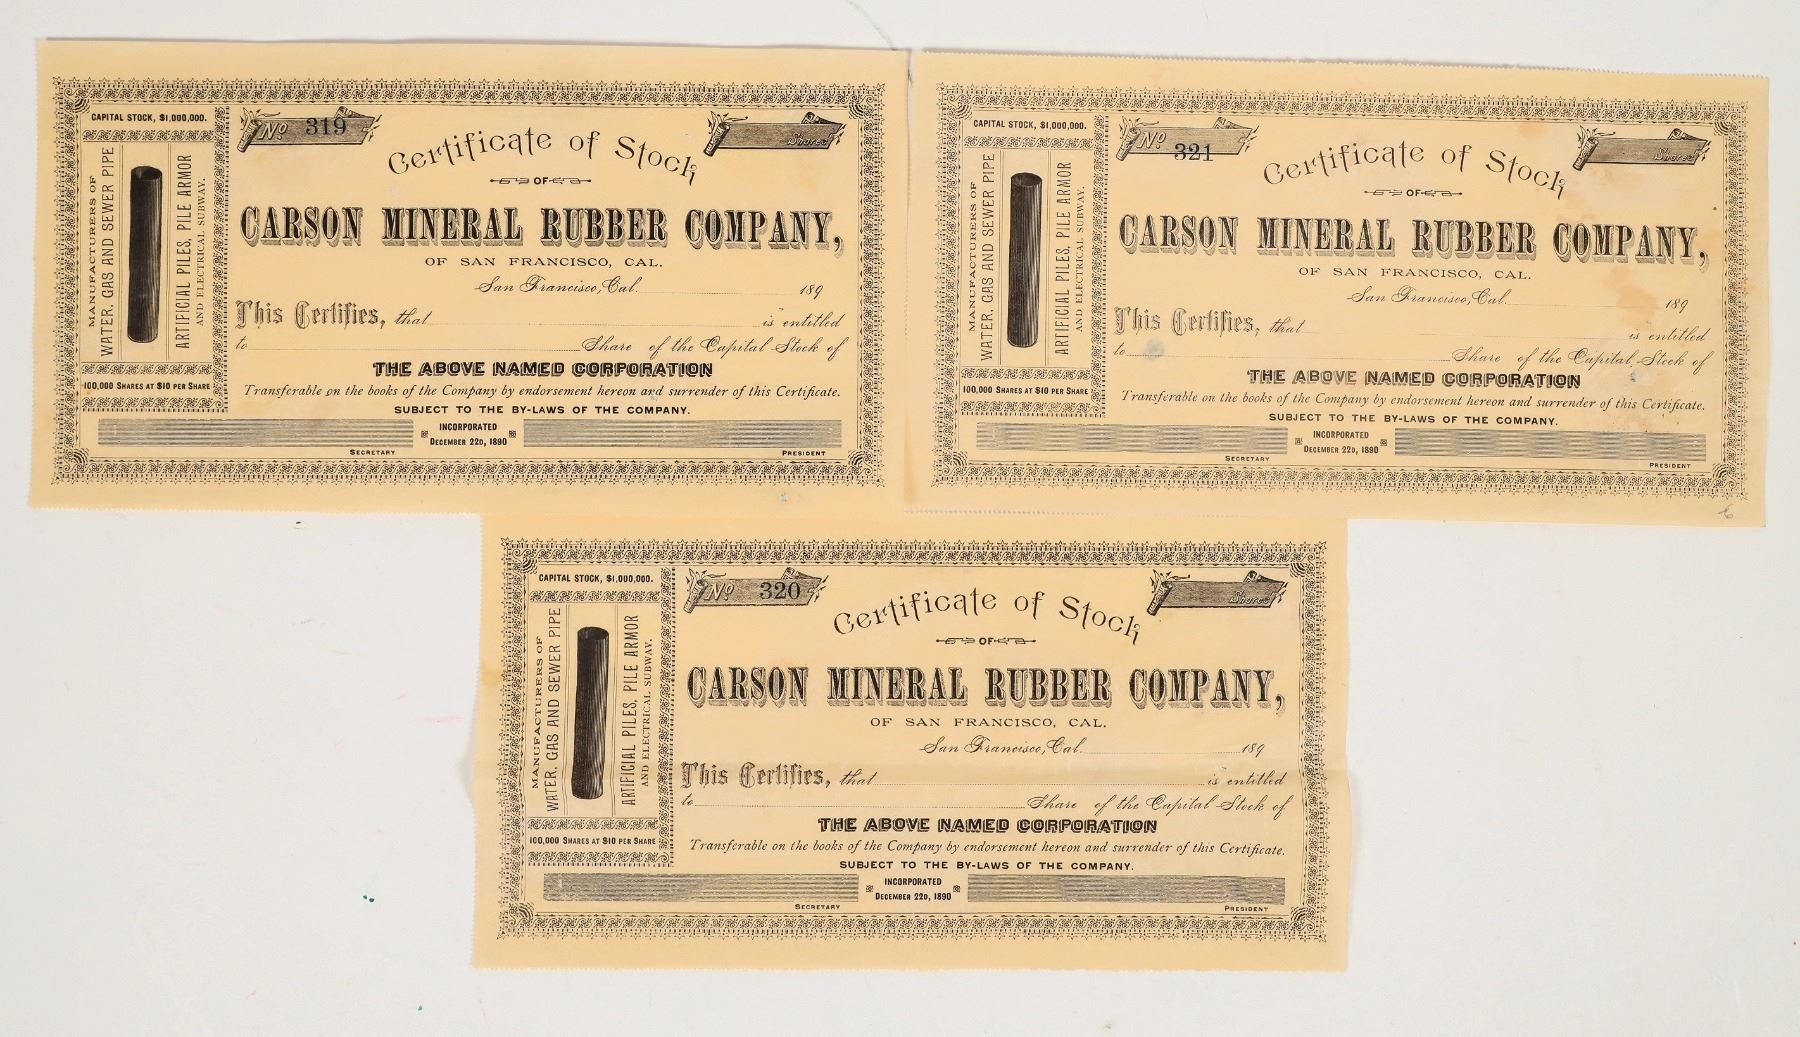 CAPITAL STOCK, $1,000,000.
MANUFACTURERS OF
WATER, GAS AND SEWER PIPE
ARTIFICIAL PILES, PILE ARMOR
AND ELECTRICAL SUBWAY.
100,000 SHARES AT $10 PER SHARE
No 319
Shares
Certificate of Stock
OF
CARSON MINERAL RUBBER COMPANY,
OF SAN FRANCISCO, CAL.
San Francisco, Cal. 189
This Certifies, that is entitled
to Share of the Capital Stock of
THE ABOVE NAMED CORPORATION
Transferable on the books of the Company by endorsement hereon and surrender of this Certificate.
SUBJECT TO THE BY-LAWS OF THE COMPANY.
INCORPORATED
DECEMBER 22D, 1890
SECRETARY
PRESIDENT
CAPITAL STOCK, $1,000,000.
MANUFACTURERS OF
WATER, GAS AND SEWER PIPE
ARTIFICIAL PILES, PILE ARMOR
AND ELECTRICAL SUBWAY.
100,000 SHARES AT $10 PER SHARE
No 321
Shares
Certificate of Stock
OF
CARSON MINERAL RUBBER COMPANY,
OF SAN FRANCISCO, CAL.
San Francisco, Cal. 189
This Certifies, that is entitled
to Share of the Capital Stock of
THE ABOVE NAMED CORPORATION
Transferable on the books of the Company by endorsement hereon and surrender of this Certificate.
SUBJECT TO THE BY-LAWS OF THE COMPANY.
INCORPORATED
DECEMBER 22D, 1890
SECRETARY
PRESIDENT
CAPITAL STOCK, $1,000,000.
MANUFACTURERS OF
WATER, GAS AND SEWER PIPE
ARTIFICIAL PILES, PILE ARMOR
AND ELECTRICAL SUBWAY.
100,000 SHARES AT $10 PER SHARE
No 320
Shares
Certificate of Stock
OF
CARSON MINERAL RUBBER COMPANY,
OF SAN FRANCISCO, CAL.
San Francisco, Cal. 189
This Certifies, that is entitled
to Share of the Capital Stock of
THE ABOVE NAMED CORPORATION
Transferable on the books of the Company by endorsement hereon and surrender of this Certificate.
SUBJECT TO THE BY-LAWS OF THE COMPANY.
INCORPORATED
DECEMBER 22D, 1890
SECRETARY
PRESIDENT